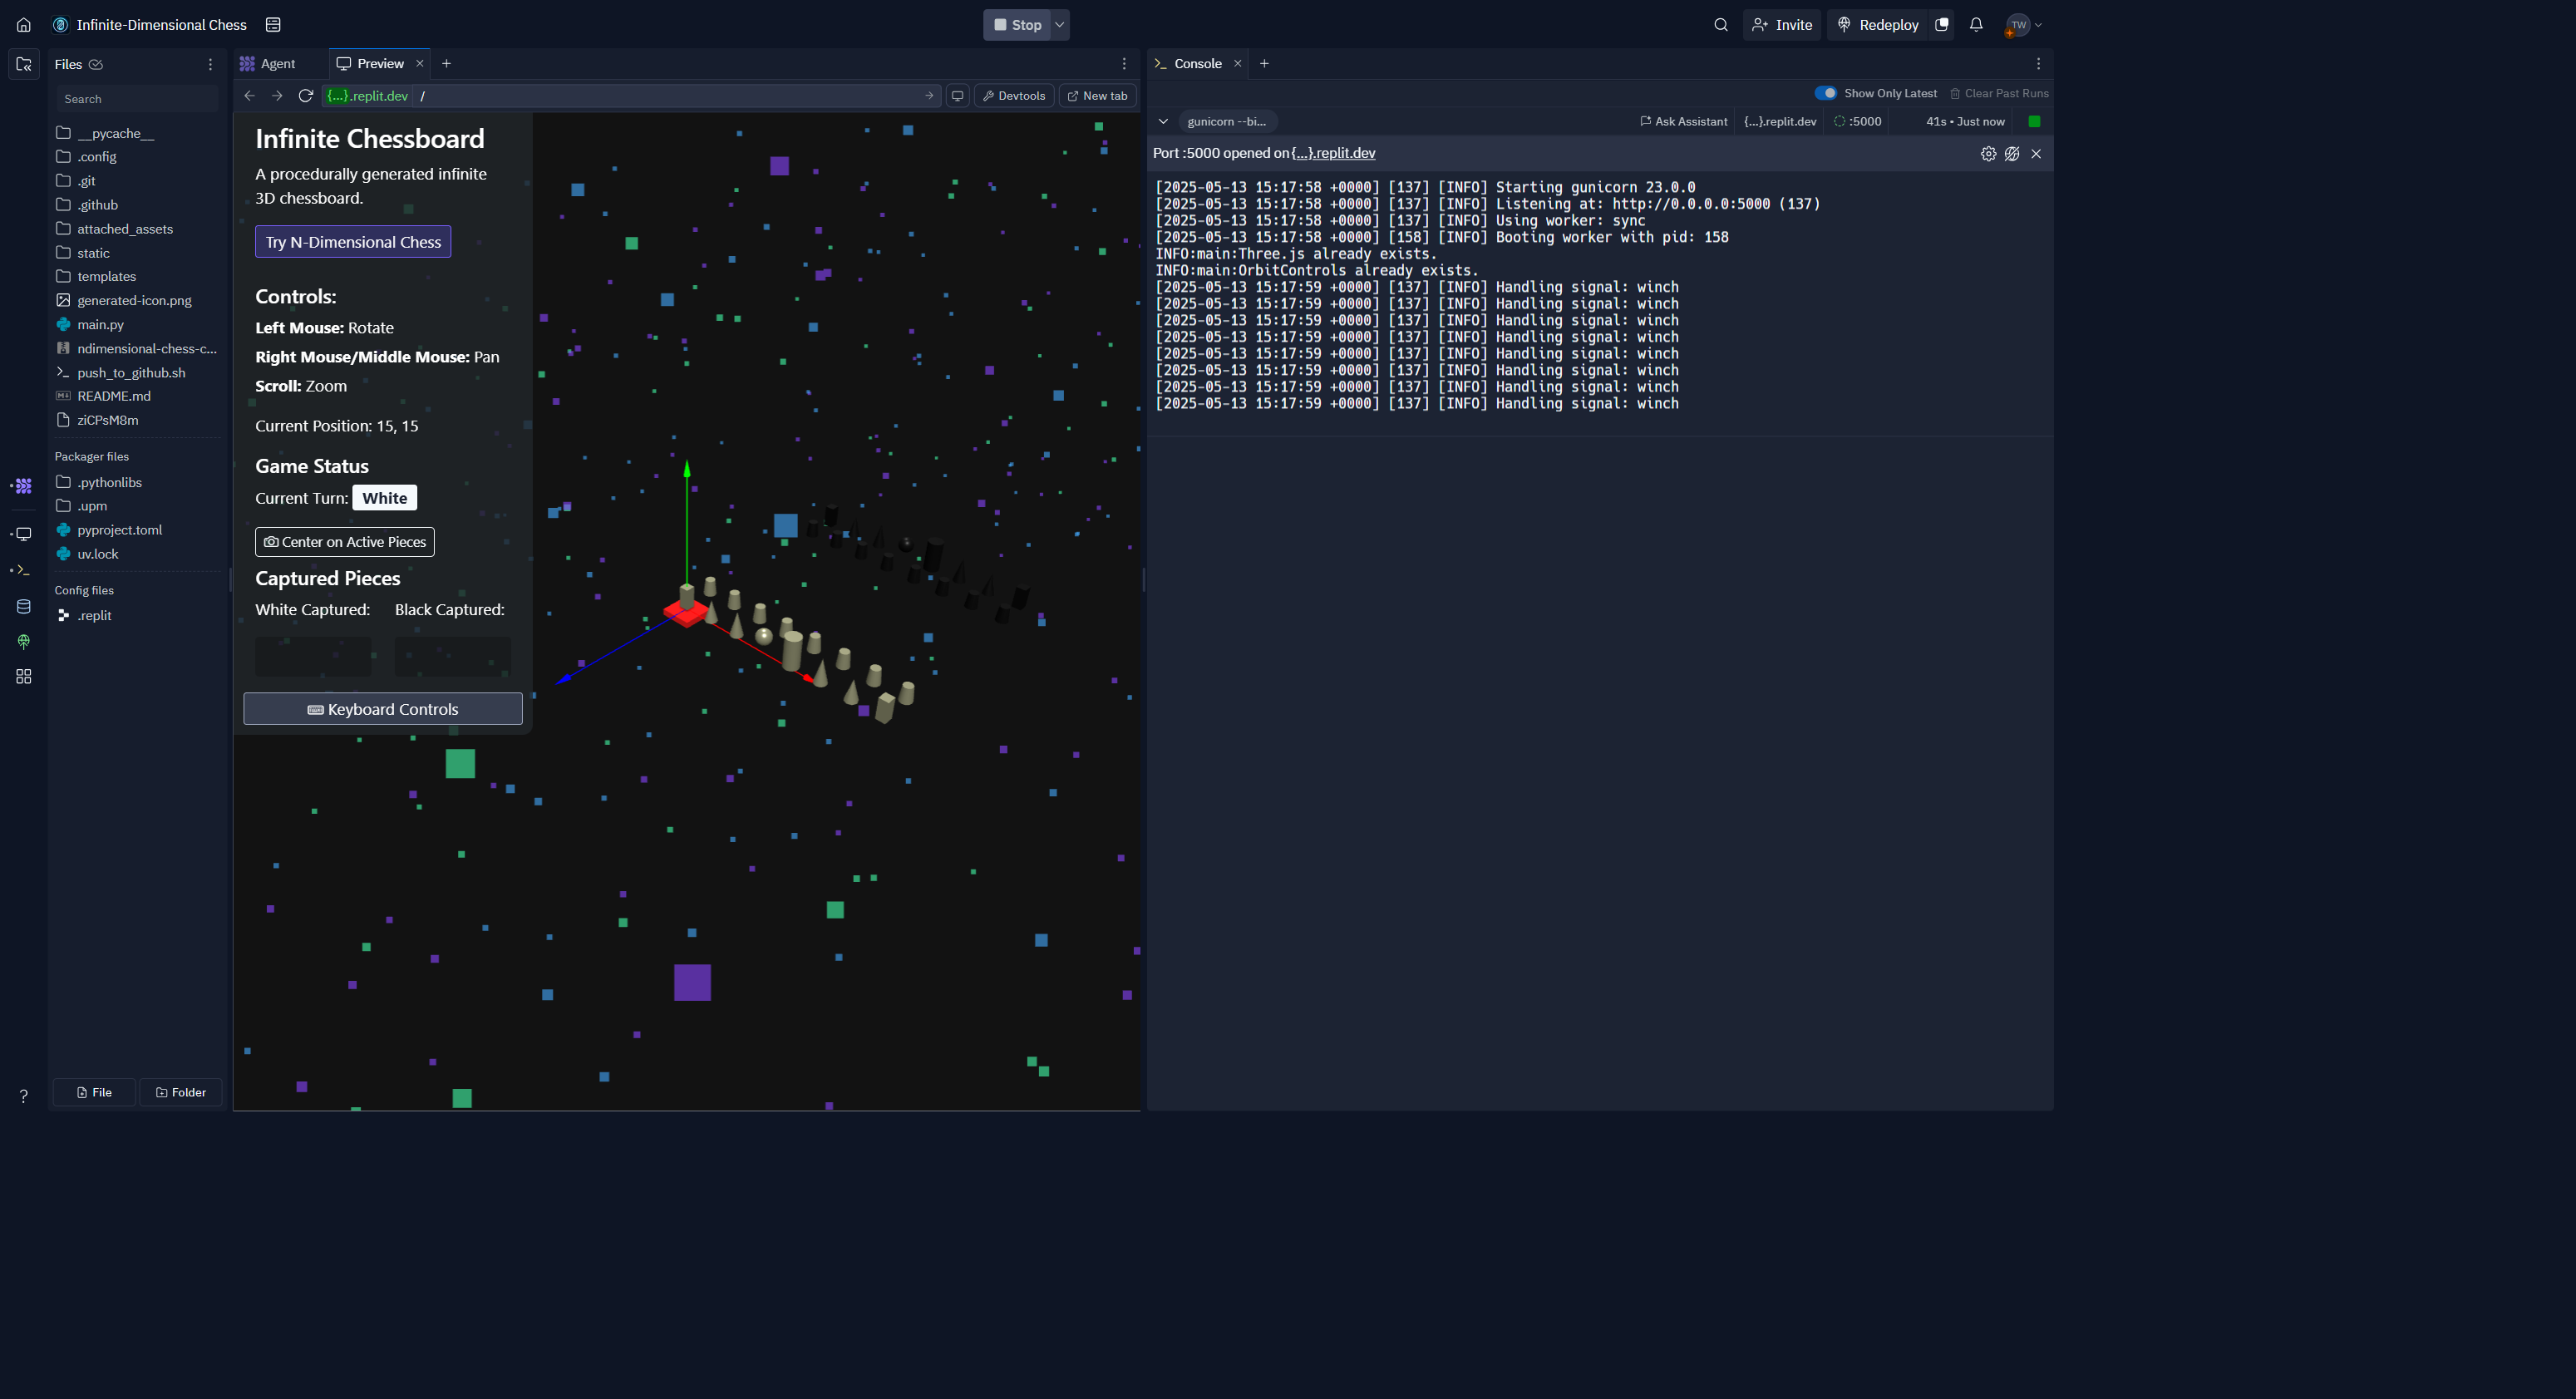 Infinite-Dimensional Chess
Stop
Invite
Redeploy
TW
Files
Search
__pycache__
.config
.git
.github
attached_assets
static
templates
generated-icon.png
main.py
ndimensional-chess-c...
push_to_github.sh
README.md
ziCPsM8m
Packager files
.pythonlibs
.upm
pyproject.toml
uv.lock
Config files
.replit
File
Folder
Agent
Preview
{...}.replit.dev
/
Devtools
New tab
Infinite Chessboard
A procedurally generated infinite
3D chessboard.
Try N-Dimensional Chess
Controls:
Left Mouse: Rotate
Right Mouse/Middle Mouse: Pan
Scroll: Zoom
Current Position: 15, 15
Game Status
Current Turn: White
Center on Active Pieces
Captured Pieces
White Captured: Black Captured:
Keyboard Controls
Console
Show Only Latest
Clear Past Runs
gunicorn --bi...
Ask Assistant
{...}.replit.dev
:5000
41s • Just now
Port :5000 opened on {...}.replit.dev
[2025-05-13 15:17:58 +0000] [137] [INFO] Starting gunicorn 23.0.0
[2025-05-13 15:17:58 +0000] [137] [INFO] Listening at: http://0.0.0.0:5000 (137)
[2025-05-13 15:17:58 +0000] [137] [INFO] Using worker: sync
[2025-05-13 15:17:58 +0000] [158] [INFO] Booting worker with pid: 158
INFO:main:Three.js already exists.
INFO:main:OrbitControls already exists.
[2025-05-13 15:17:59 +0000] [137] [INFO] Handling signal: winch
[2025-05-13 15:17:59 +0000] [137] [INFO] Handling signal: winch
[2025-05-13 15:17:59 +0000] [137] [INFO] Handling signal: winch
[2025-05-13 15:17:59 +0000] [137] [INFO] Handling signal: winch
[2025-05-13 15:17:59 +0000] [137] [INFO] Handling signal: winch
[2025-05-13 15:17:59 +0000] [137] [INFO] Handling signal: winch
[2025-05-13 15:17:59 +0000] [137] [INFO] Handling signal: winch
[2025-05-13 15:17:59 +0000] [137] [INFO] Handling signal: winch